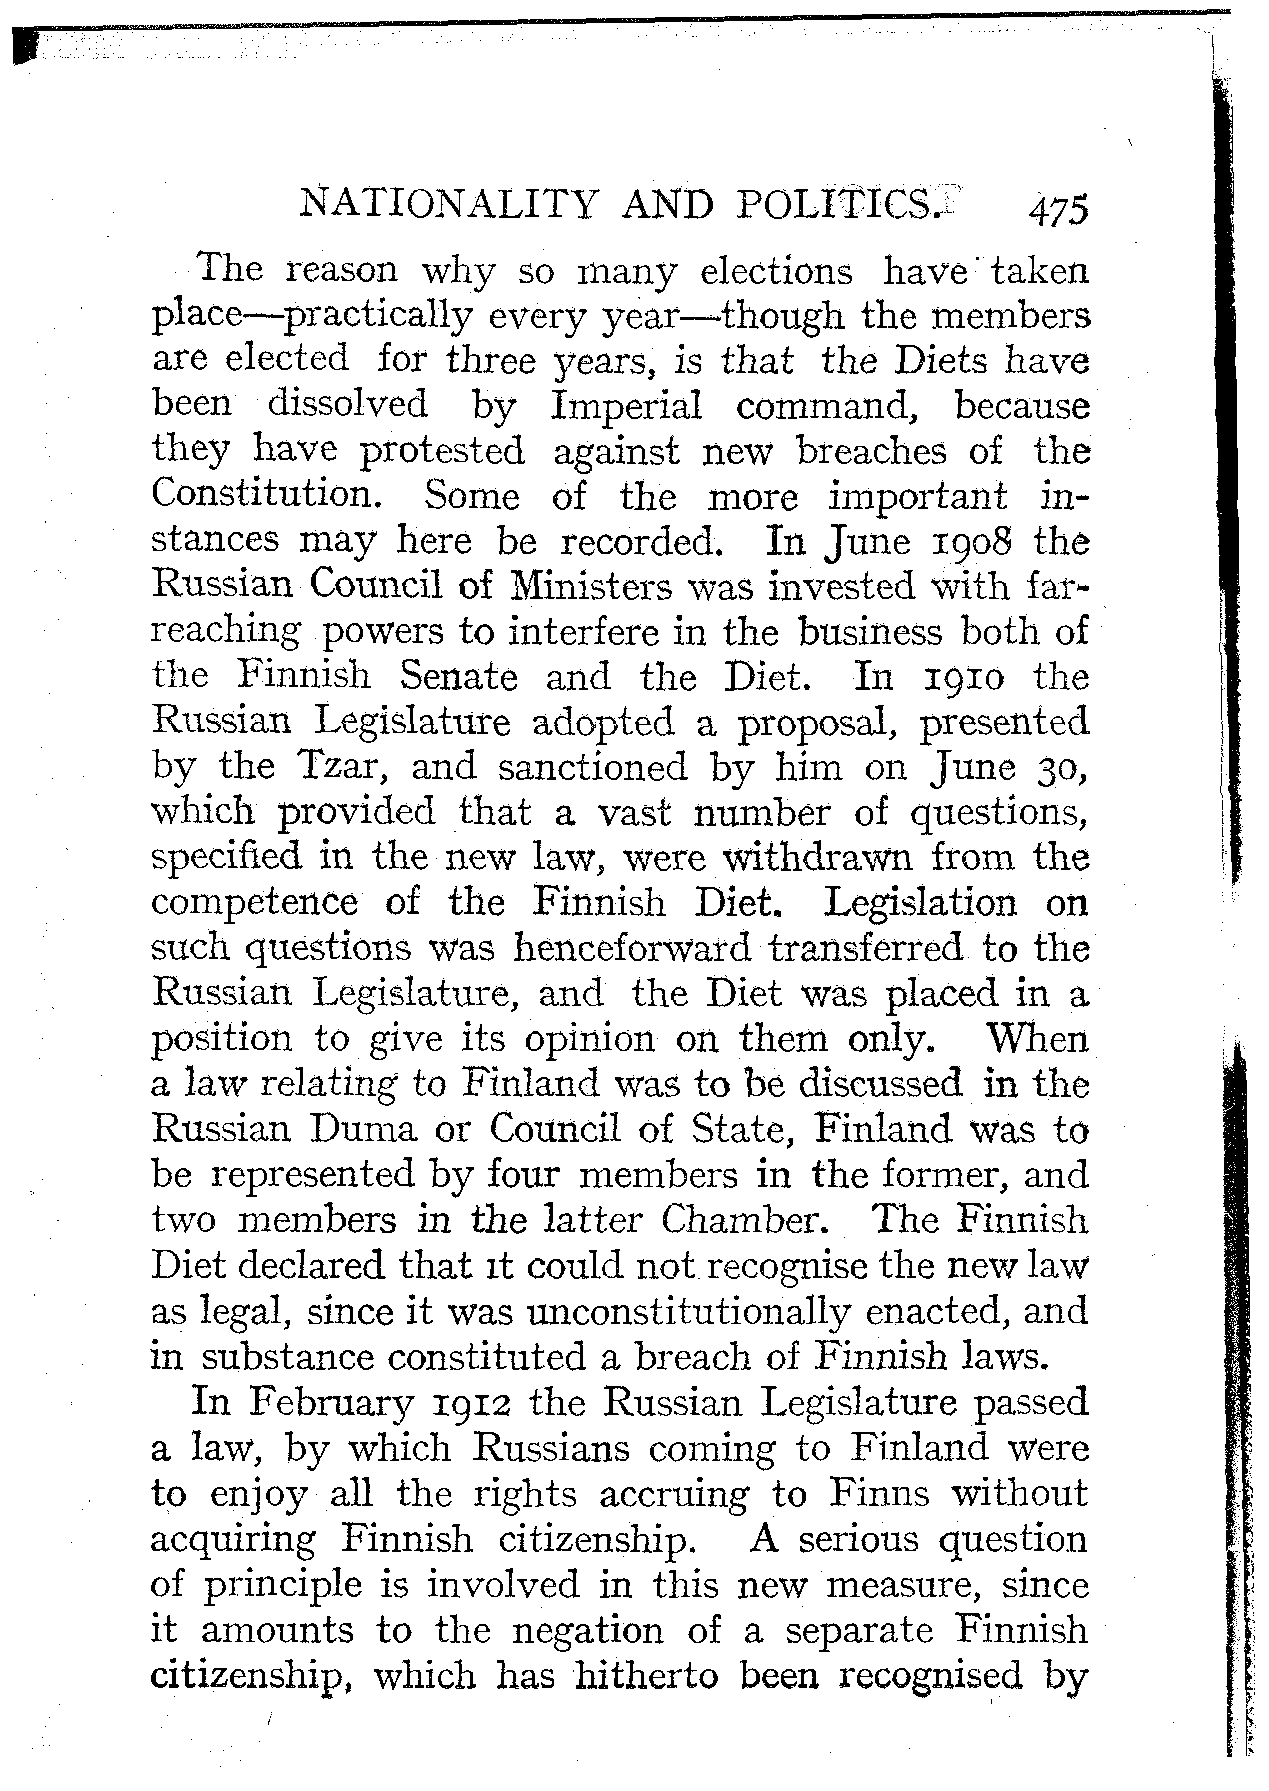 NATIONALITY AND POLITICS. 475
The reason why so many elections have taken
place—practically every year—though the members
are elected for three years, is that the Diets have
been dissolved by Imperial command, because
they have protested against new breaches of the
Constitution. Some of the more important in-
stances may here be recorded. In June 1908 the
Russian Council of Ministers was invested with far-
reaching powers to interfere in the business both of
the Finnish Senate and the Diet. In 1910 the
Russian Legislature adopted a proposal, presented
by the Tzar, and sanctioned by him on June 30,
which provided that a vast number of questions,
specified in the new law, were withdrawn from the
competence of the Finnish Diet. Legislation on
such questions was henceforward transferred to the
Russian Legislature, and the Diet was placed in a
position to give its opinion on them only. When
a law relating to Finland was to be discussed in the
Russian Duma or Council of State, Finland was to
be represented by four members in the former, and
two members in the latter Chamber. The Finnish
Diet declared that it could not recognise the new law
as legal, since it was unconstitutionally enacted, and
in substance constituted a breach of Finnish laws.
In February 1912 the Russian Legislature passed
a law, by which Russians coming to Finland were
to enjoy all the rights accruing to Finns without
acquiring Finnish citizenship. A serious question
of principle is involved in this new measure, since
it amounts to the negation of a separate Finnish
citizenship, which has hitherto been recognised by